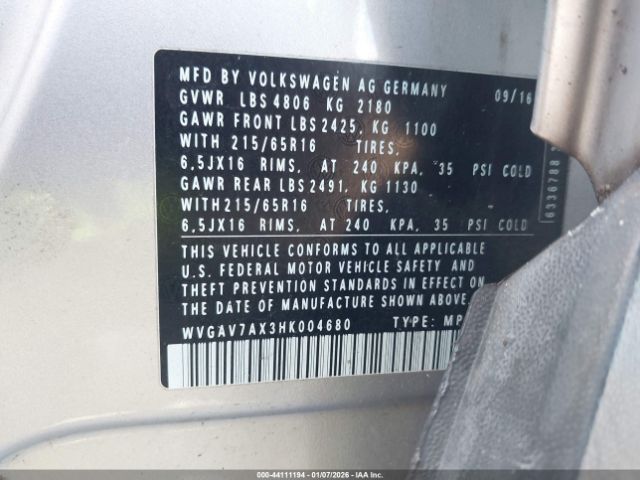 MFD BY VOLKSWAGEN AG GERMANY 09/16
GVWR LBS 4806 KG 2180
GAWR FRONT LBS 2425, KG 1100
WITH 215/65R16 TIRES,
6,5JX16 RIMS, AT 240 KPA, 35 PSI COLD
GAWR REAR LBS 2491, KG 1130
WITH 215/65R16 TIRES,
6,5JX16 RIMS, AT 240 KPA, 35 PSI COLD
THIS VEHICLE CONFORMS TO ALL APPLICABLE
U.S. FEDERAL MOTOR VEHICLE SAFETY AND
THEFT PREVENTION STANDARDS IN EFFECT ON
THE DATE OF MANUFACTURE SHOWN ABOVE
WVGAV7AX3HK004680 TYPE: MP
6336788
000-44111194 | 01/07/2026 | IAA, Inc.